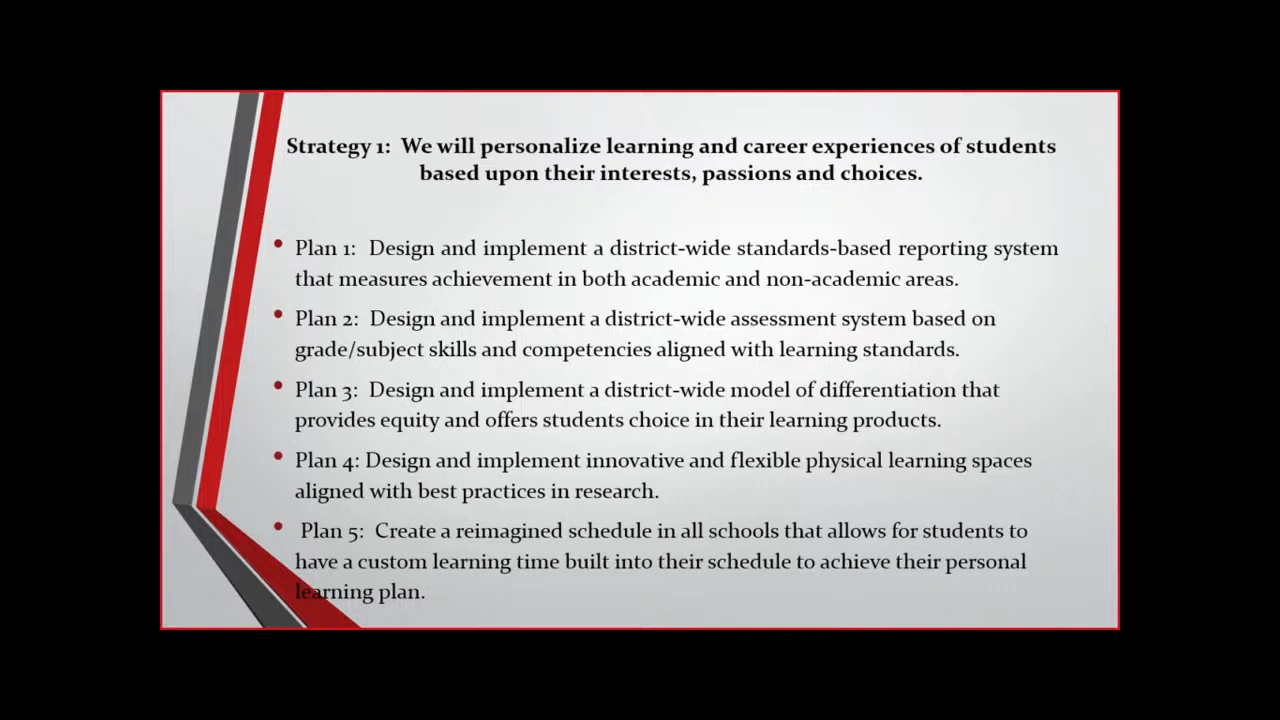 Strategy 1: We will personalize learning and career experiences of students
based upon their interests, passions and choices.
• Plan 1: Design and implement a district-wide standards-based reporting system
that measures achievement in both academic and non-academic areas.
• Plan 2: Design and implement a district-wide assessment system based on
grade/subject skills and competencies aligned with learning standards.
• Plan 3: Design and implement a district-wide model of differentiation that
provides equity and offers students choice in their learning products.
• Plan 4: Design and implement innovative and flexible physical learning spaces
aligned with best practices in research.
• Plan 5: Create a reimagined schedule in all schools that allows for students to
have a custom learning time built into their schedule to achieve their personal
learning plan.